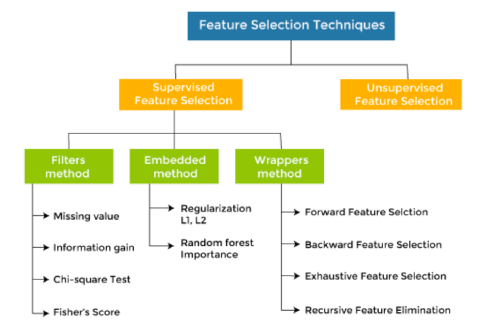 Feature Selection Techniques
Supervised
Feature Selection
Unsupervised
Feature Selection
Filters
method
Embedded
method
Wrappers
method
Missing value
Information gain
Chi-square Test
Fisher's Score
Regularization
L1, L2
Random forest
Importance
Forward Feature Selction
Backward Feature Selection
Exhaustive Feature Selection
Recursive Feature Elimination